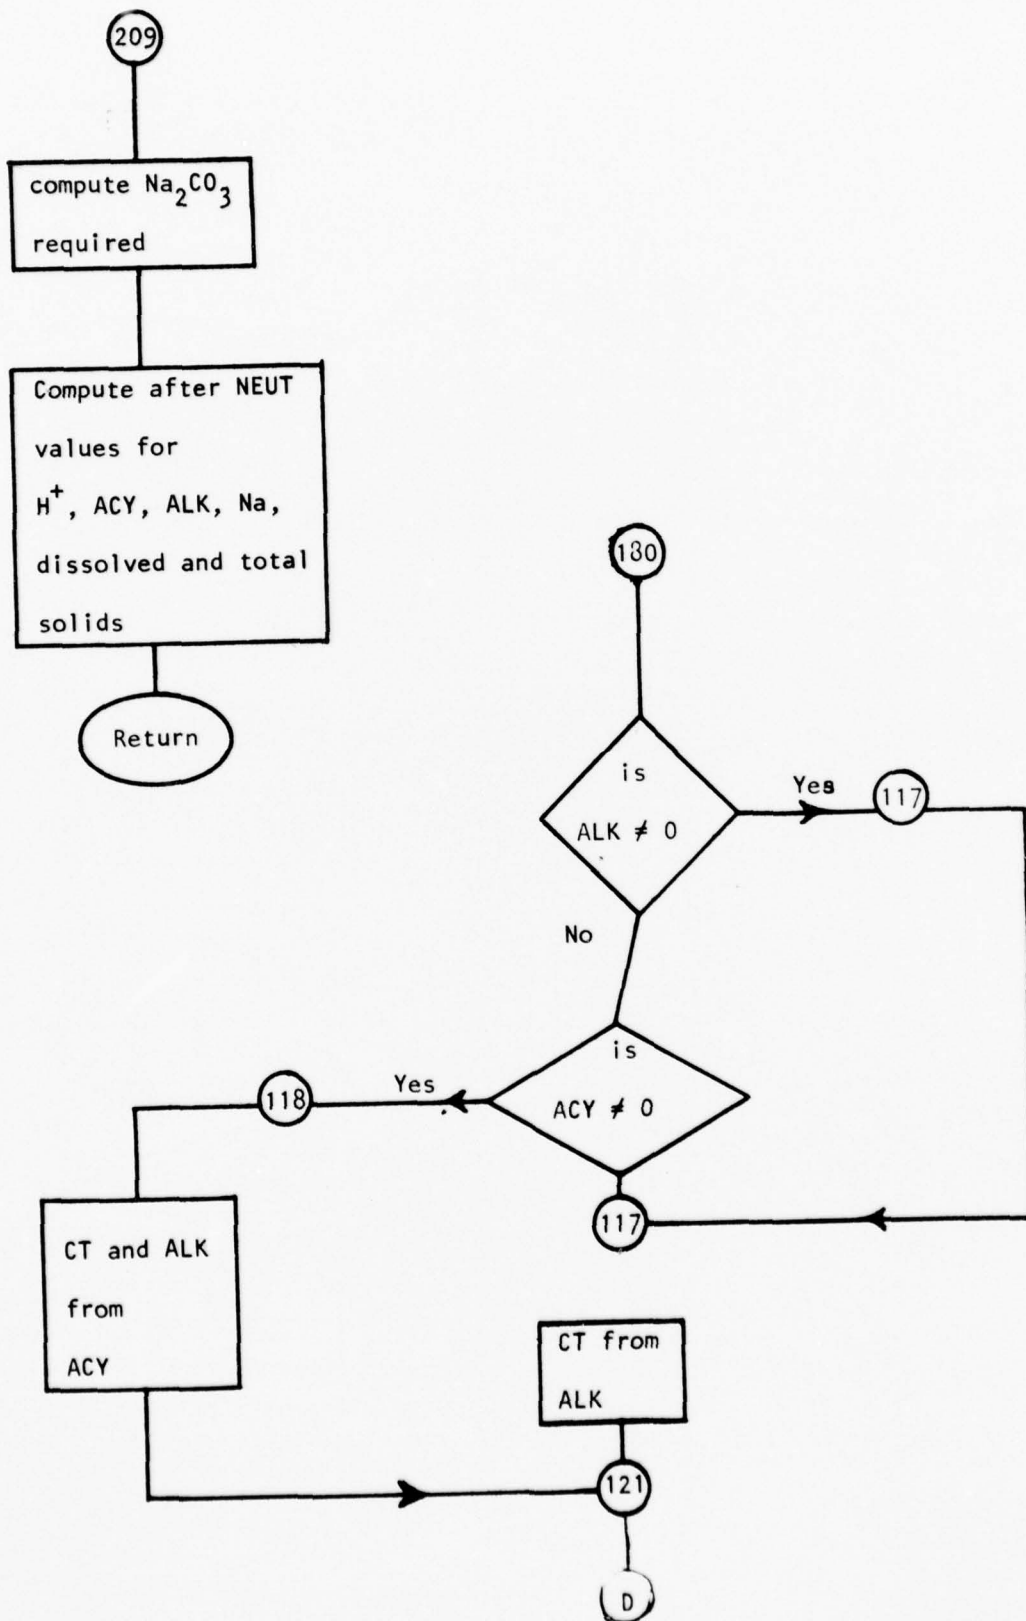 209
compute Na₂CO₃
required
Compute after NEUT
values for
H⁺, ACY, ALK, Na,
dissolved and total
solids
Return
130
is
ALK ≠ 0
Yes
117
No
is
ACY ≠ 0
Yes
118
117
CT and ALK
from
ACY
CT from
ALK
121
D